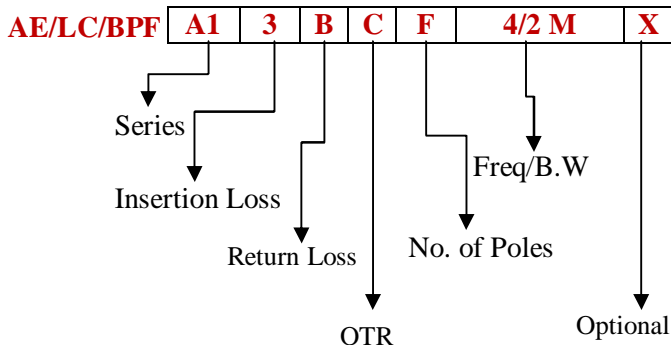 AE/LC/BPF A1 3 B C F 4/2 M X
Series
Freq/B.W
Insertion Loss
No. of Poles
Return Loss
OTR
Optional